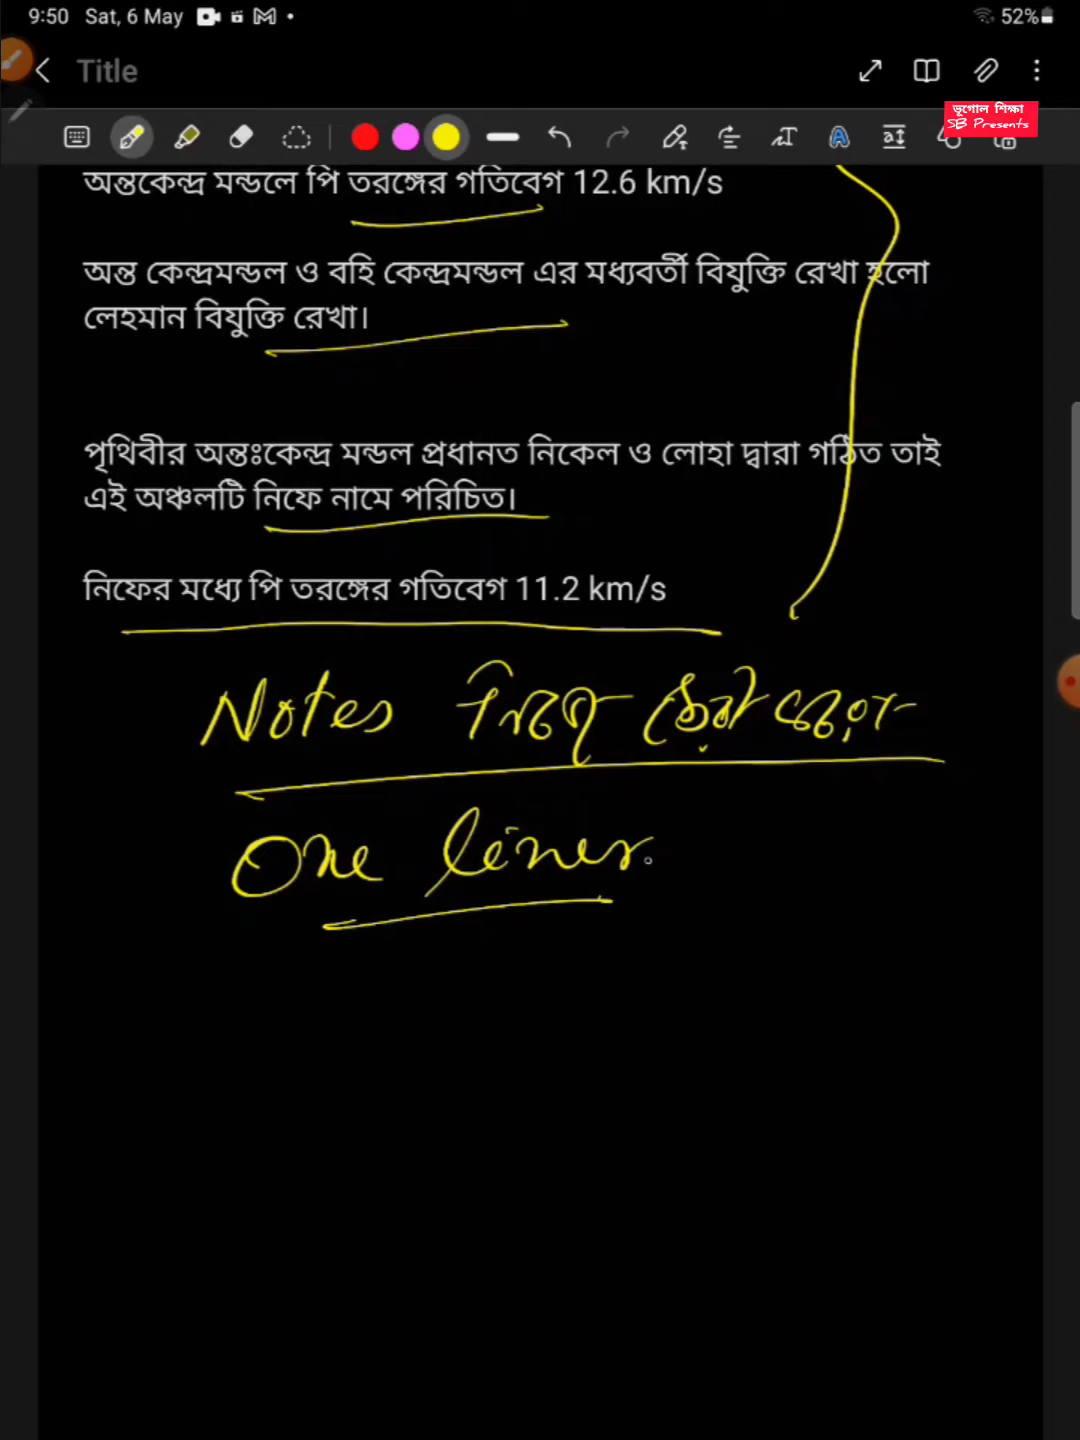 9:50 Sat, 6 May 52%
Title
ভূগোল শিক্ষা
SB Presents
অন্তকেন্দ্র মন্ডলে পি তরঙ্গের গতিবেগ 12.6 km/s
অন্ত কেন্দ্রমন্ডল ও বহি কেন্দ্রমন্ডল এর মধ্যবর্তী বিযুক্তি রেখা হলো
লেহমান বিযুক্তি রেখা।
পৃথিবীর অন্তঃকেন্দ্র মন্ডল প্রধানত নিকেল ও লোহা দ্বারা গঠিত তাই
এই অঞ্চলটি নিফে নামে পরিচিত।
নিফের মধ্যে পি তরঙ্গের গতিবেগ 11.2 km/s
Notes
One liner.